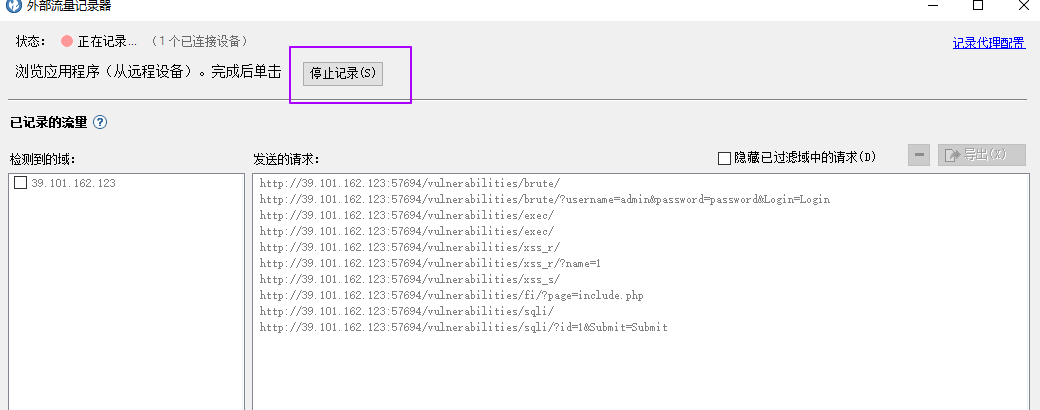 外部流量记录器
状态： 正在记录... （1 个已连接设备） 记录代理配置
浏览应用程序（从远程设备）。完成后单击 停止记录(S)
已记录的流量 ?
检测到的域： 发送的请求： 隐藏已过滤域中的请求(D) 导出(X)
39.101.162.123
http://39.101.162.123:57694/vulnerabilities/brute/
http://39.101.162.123:57694/vulnerabilities/brute/?username=admin&password=password&Login=Login
http://39.101.162.123:57694/vulnerabilities/exec/
http://39.101.162.123:57694/vulnerabilities/exec/
http://39.101.162.123:57694/vulnerabilities/xss_r/
http://39.101.162.123:57694/vulnerabilities/xss_r/?name=1
http://39.101.162.123:57694/vulnerabilities/xss_s/
http://39.101.162.123:57694/vulnerabilities/fi/?page=include.php
http://39.101.162.123:57694/vulnerabilities/sqli/
http://39.101.162.123:57694/vulnerabilities/sqli/?id=1&Submit=Submit